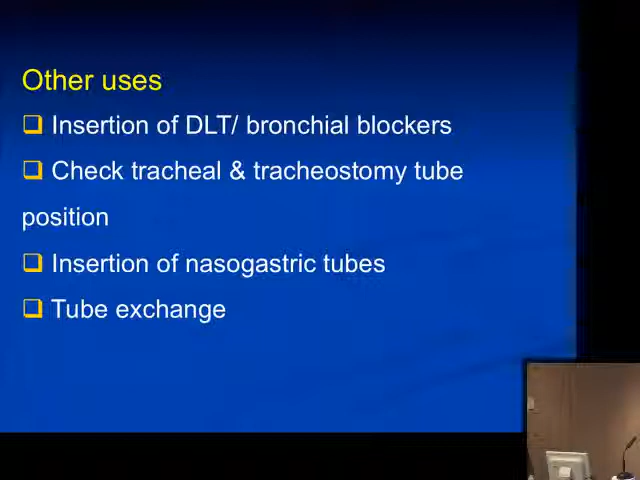 Other uses
❑ Insertion of DLT/ bronchial blockers
❑ Check tracheal & tracheostomy tube
position
❑ Insertion of nasogastric tubes
❑ Tube exchange